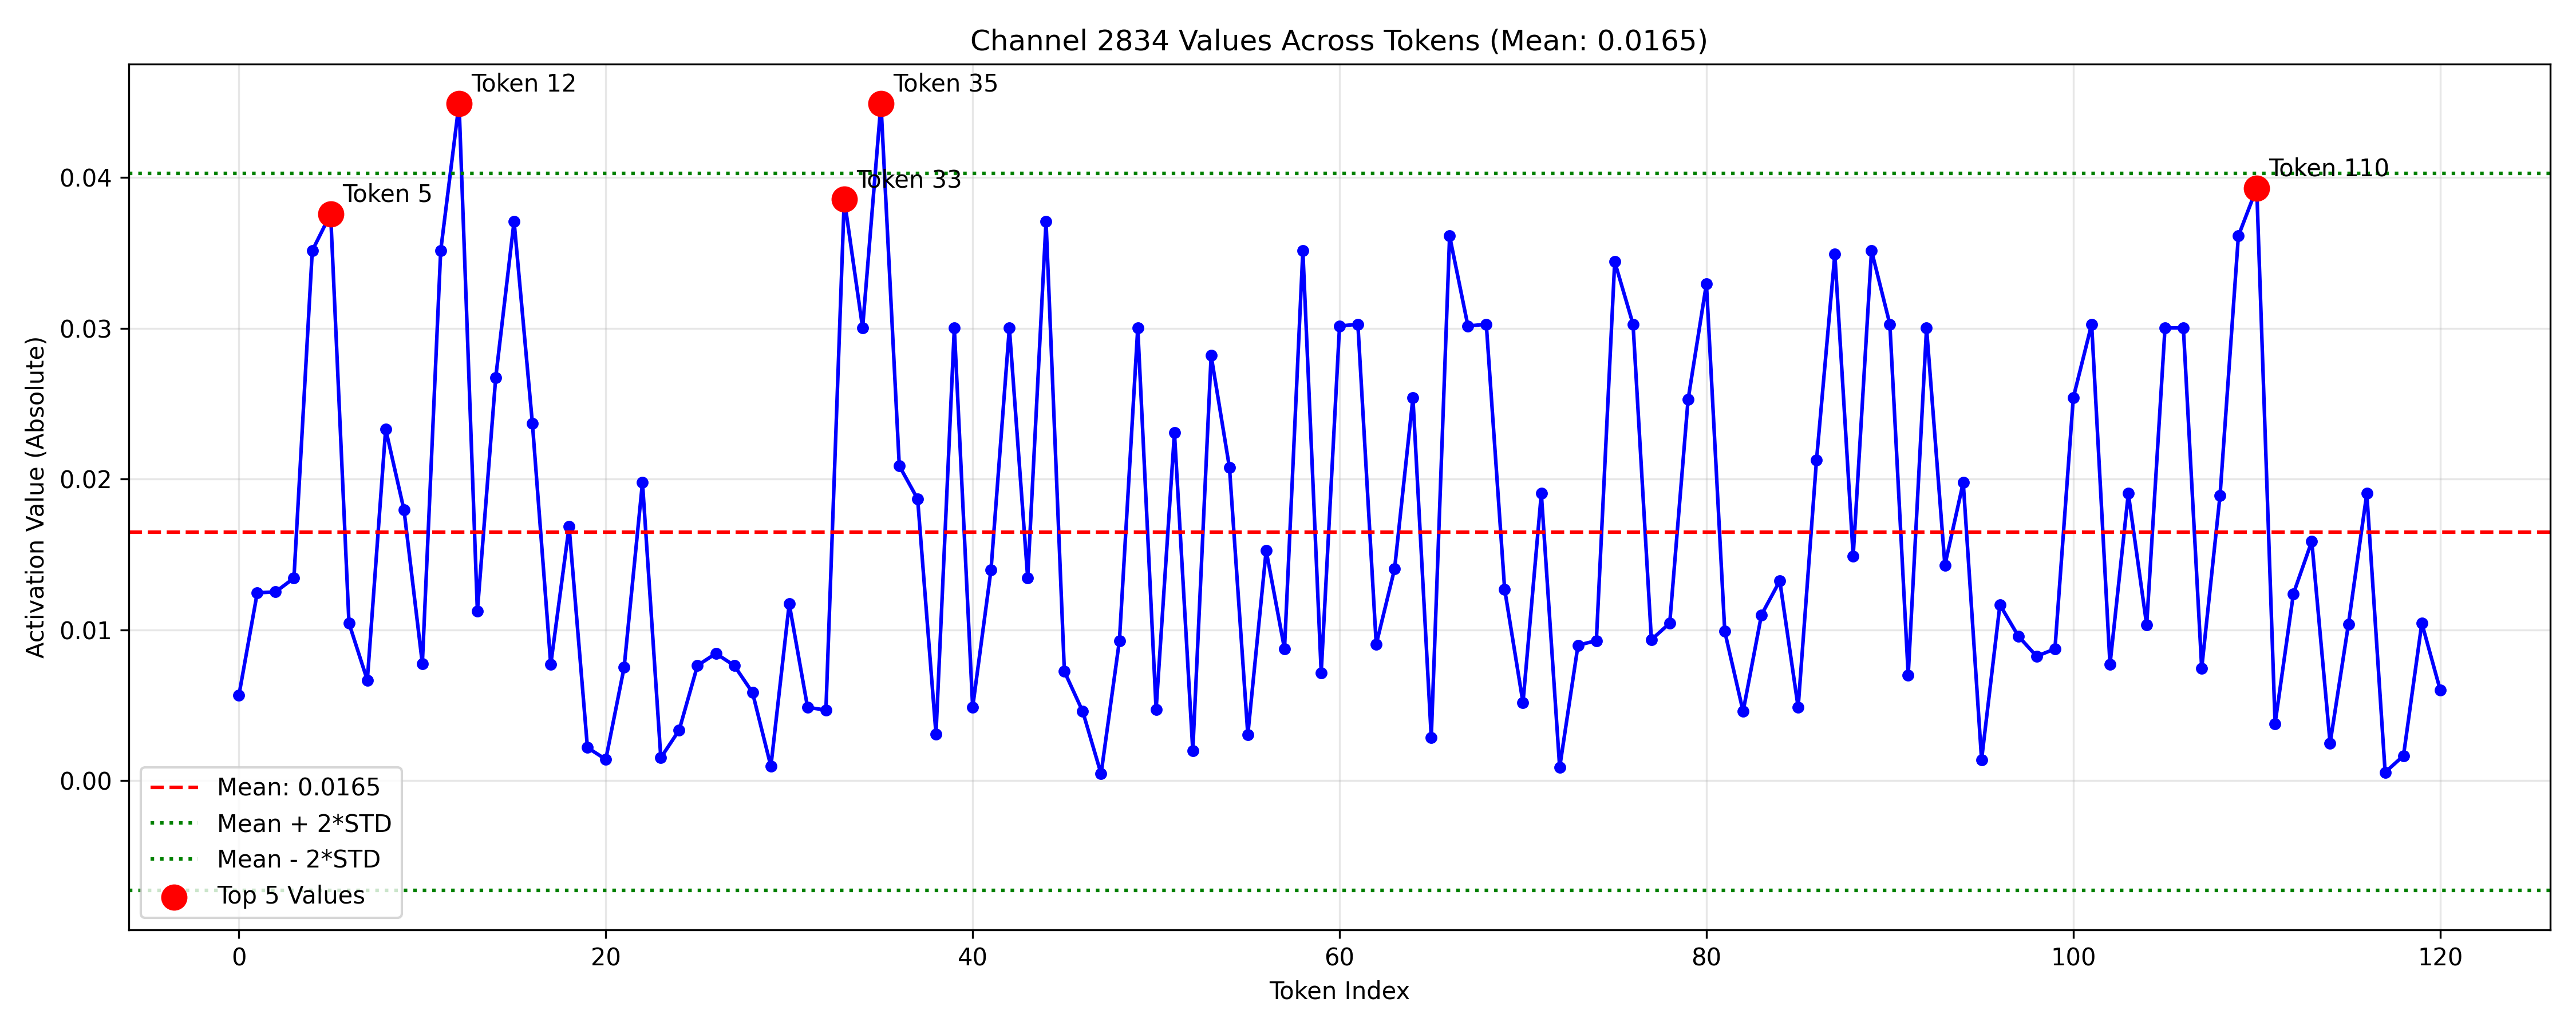 Channel 2834 Values Across Tokens (Mean: 0.0165)
Token 12
Token 35
Token 110
Token 33
Token 5
0.04
0.03
0.02
0.01
0.00
Activation Value (Absolute)
Mean: 0.0165
Mean + 2*STD
Mean - 2*STD
Top 5 Values
0 20 40 60 80 100 120
Token Index